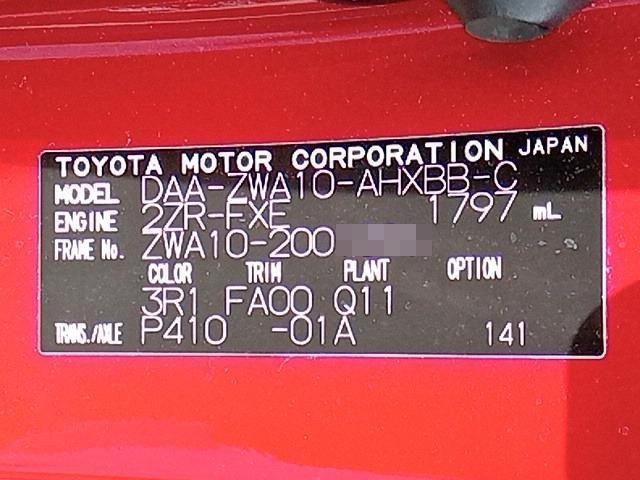 TOYOTA MOTOR CORPORATION JAPAN
MODEL DAA-ZWA10-AHXBB-C
ENGINE 2ZR-FXE 1797 mL
FRAME No. ZWA10-200
COLOR TRIM PLANT OPTION
3R1 FA00 Q11
TRANS./AXLE P410 -01A 141